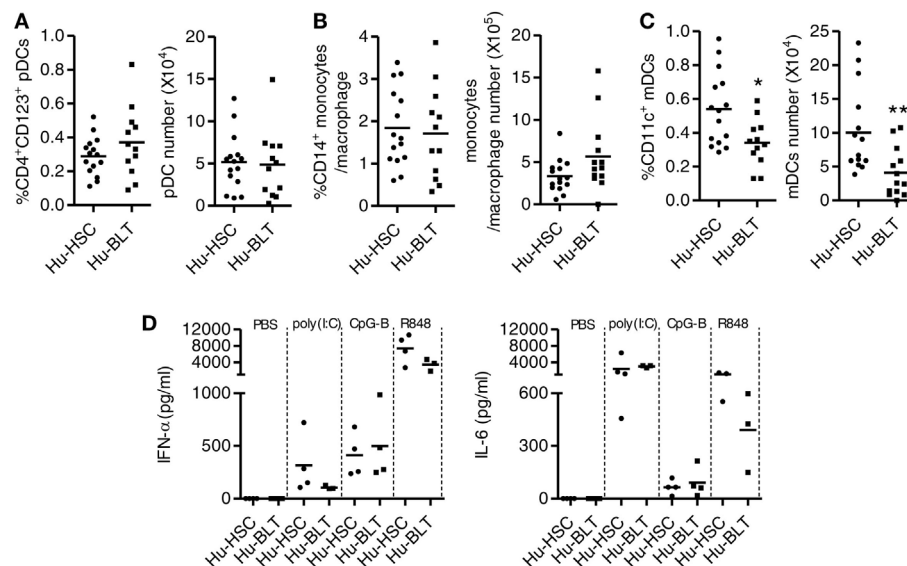 A
%CD4+CD123+ pDCs
1.0
0.8
0.6
0.4
0.2
0.0
Hu-HSC
Hu-BLT
pDC number (X10⁴)
20
15
10
5
0
Hu-HSC
Hu-BLT
B
%CD14+ monocytes
/macrophage
4
3
2
1
0
Hu-HSC
Hu-BLT
monocytes
/macrophage number (X10⁵)
20
15
10
5
0
Hu-HSC
Hu-BLT
C
%CD11c+ mDCs
1.0
0.8
0.6
0.4
0.2
0.0
*
Hu-HSC
Hu-BLT
mDCs number (X10⁴)
25
20
15
10
5
0
**
Hu-HSC
Hu-BLT
D
IFN-α(pg/ml)
PBS
poly(I:C)
CpG-B
R848
12000
8000
4000
1000
500
0
Hu-HSC
Hu-BLT
Hu-HSC
Hu-BLT
Hu-HSC
Hu-BLT
Hu-HSC
Hu-BLT
IL-6 (pg/ml)
PBS
poly(I:C)
CpG-B
R848
12000
8000
4000
600
300
0
Hu-HSC
Hu-BLT
Hu-HSC
Hu-BLT
Hu-HSC
Hu-BLT
Hu-HSC
Hu-BLT